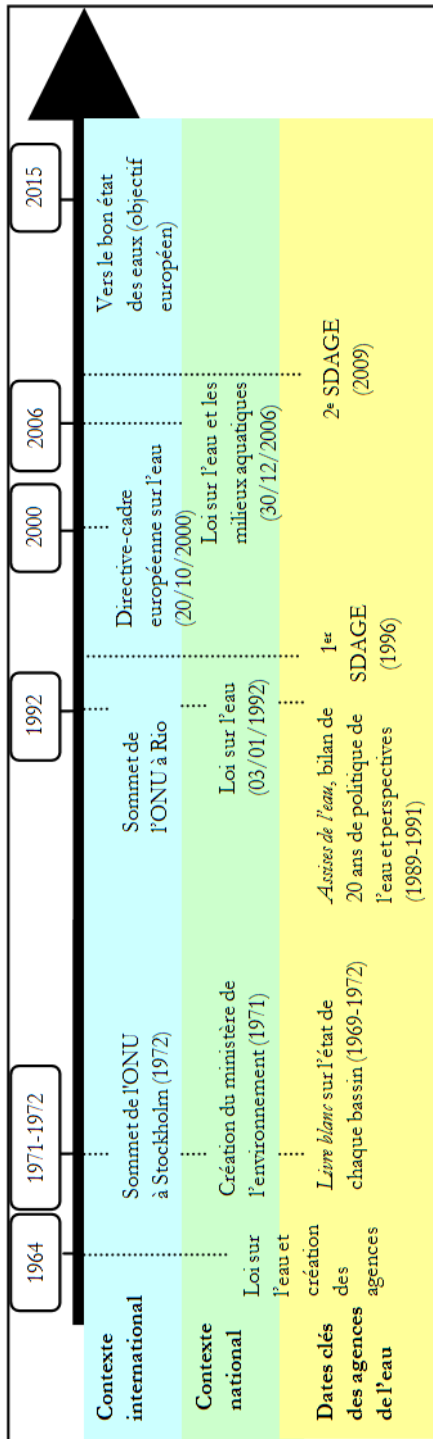 1964
1971-1972
1992
2000
2006
2015
Contexte
international
Sommet de l'ONU
à Stockholm (1972)
Sommet de
l'ONU à Rio
Directive-cadre
européenne sur l'eau
(20/10/2000)
Vers le bon état
des eaux (objectif
européen)
Contexte
national
Loi sur
l'eau et
création
des
agences
Création du ministère de
l'environnement (1971)
Loi sur l'eau
(03/01/1992)
Loi sur l'eau et les
milieux aquatiques
(30/12/2006)
Dates clés
des agences
de l'eau
Livre blanc sur l'état de
chaque bassin (1969-1972)
Assises de l'eau, bilan de
20 ans de politique de
l'eau et perspectives
(1989-1991)
1er
SDAGE
(1996)
2e SDAGE
(2009)